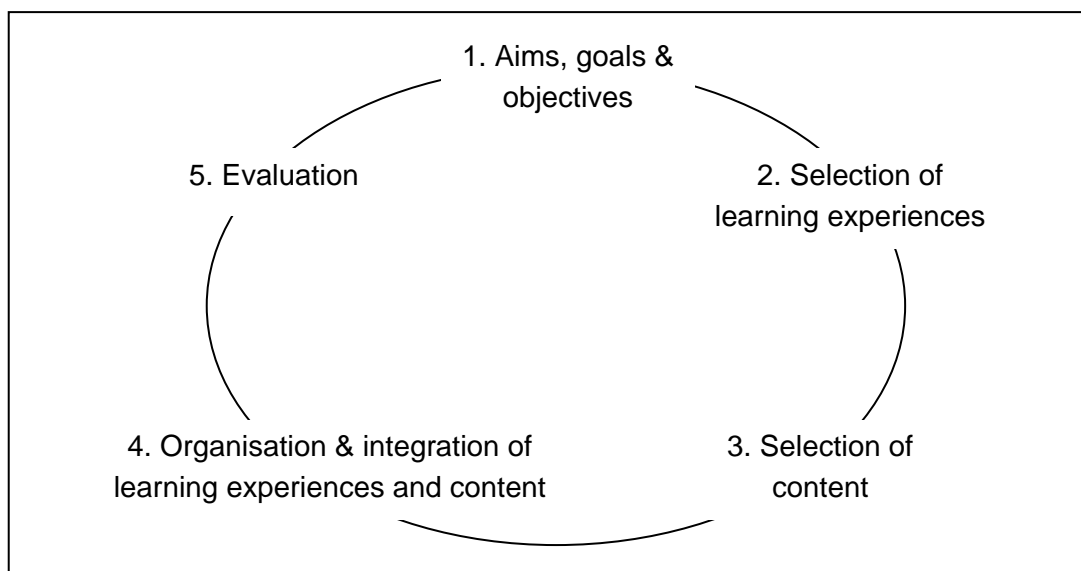 1. Aims, goals &
objectives
2. Selection of
learning experiences
3. Selection of
content
4. Organisation & integration of
learning experiences and content
5. Evaluation